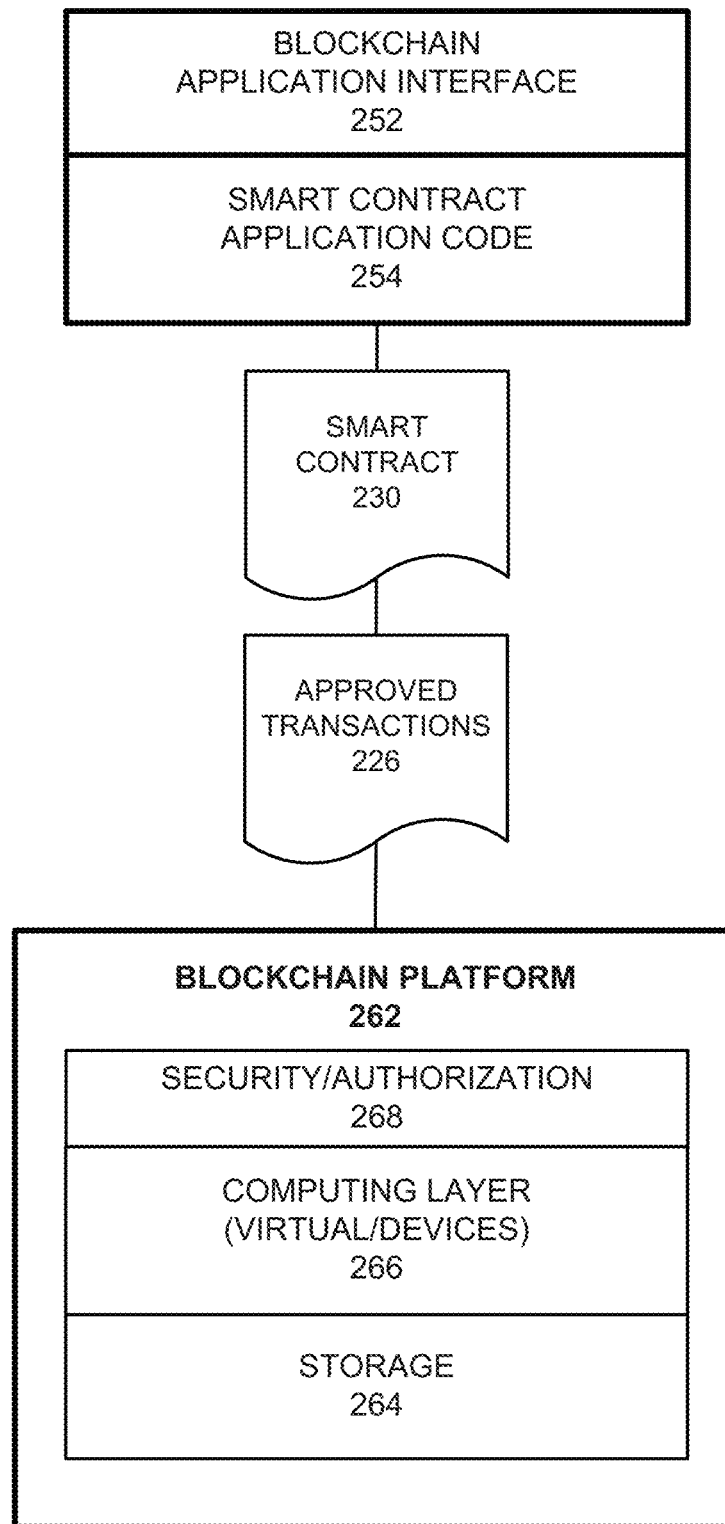 BLOCKCHAIN
APPLICATION INTERFACE
252
SMART CONTRACT
APPLICATION CODE
254
SMART
CONTRACT
230
APPROVED
TRANSACTIONS
226
BLOCKCHAIN PLATFORM
262
SECURITY/AUTHORIZATION
268
COMPUTING LAYER
(VIRTUAL/DEVICES)
266
STORAGE
264